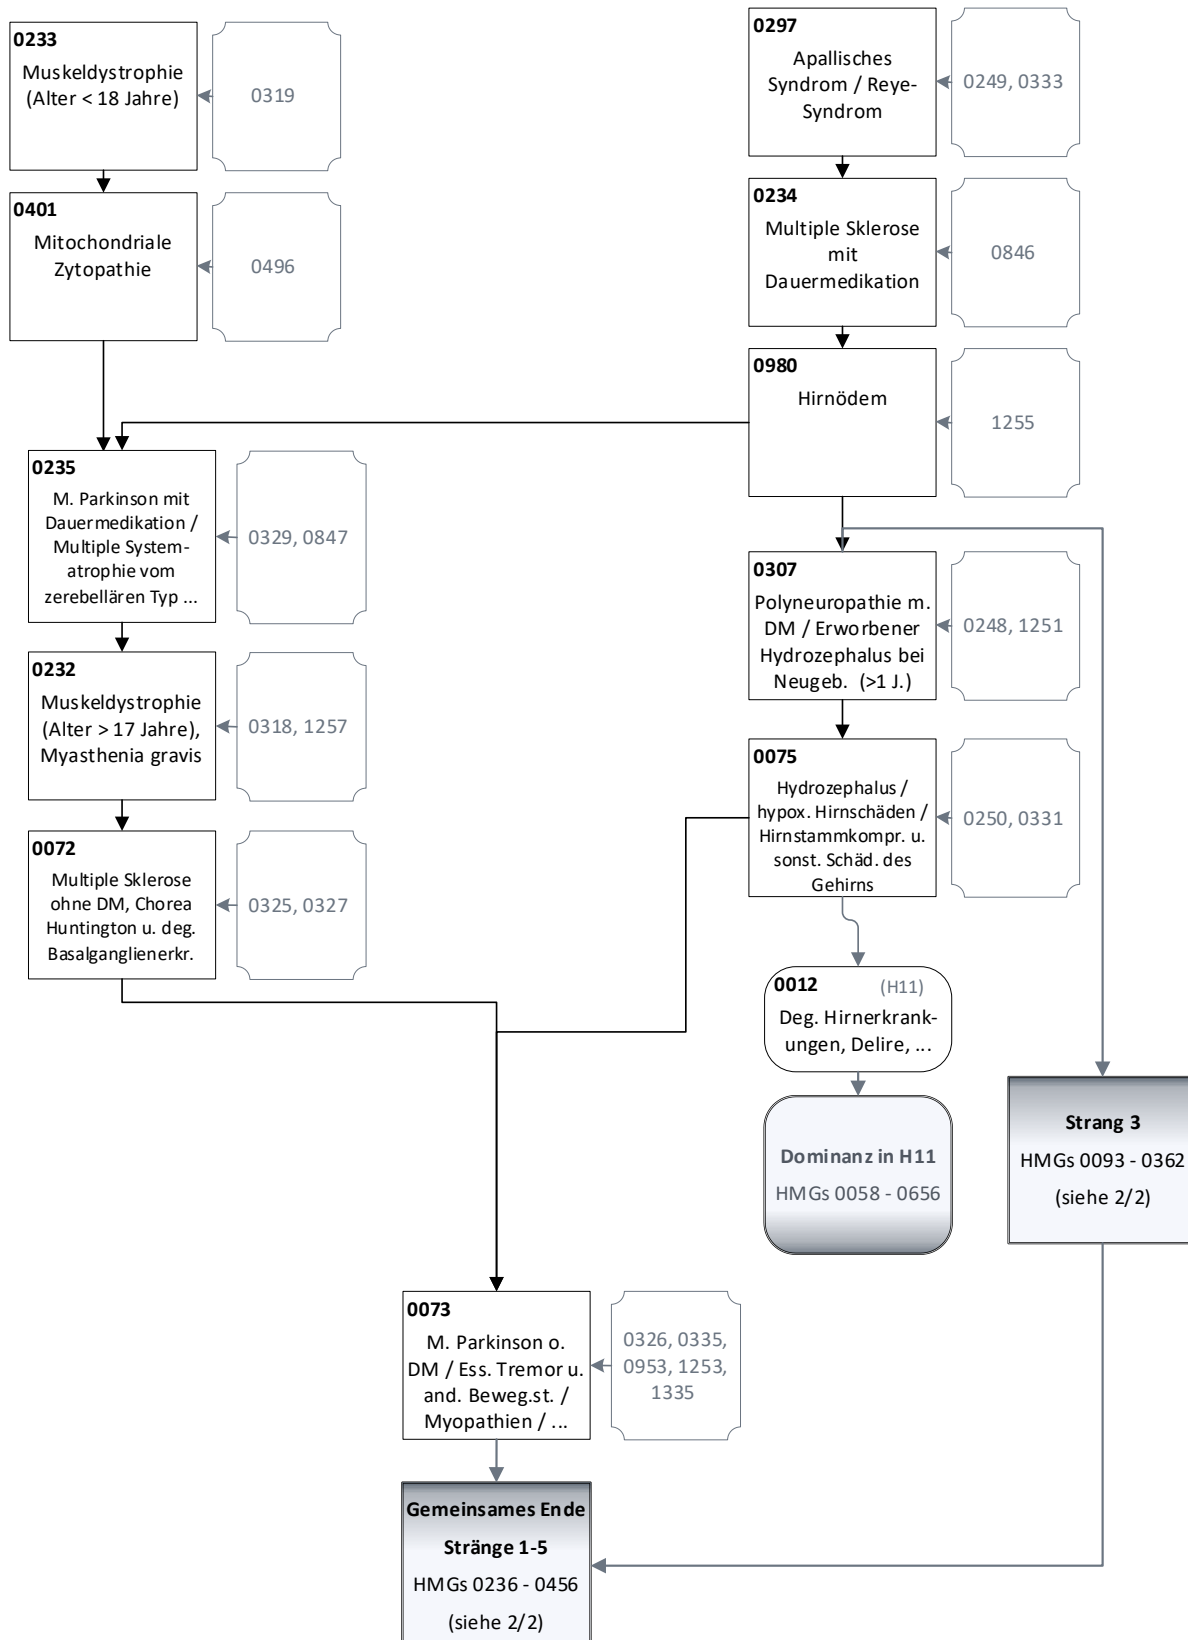 0233
Muskeldystrophie
(Alter < 18 Jahre)
0319
0297
Apallisches
Syndrom / Reye-
Syndrom
0249, 0333
0401
Mitochondriale
Zytopathie
0496
0234
Multiple Sklerose
mit
Dauermedikation
0846
0980
Hirnödem
1255
0235
M. Parkinson mit
Dauermedikation /
Multiple System-
atrophie vom
zerebellären Typ ...
0329, 0847
0307
Polyneuropathie m.
DM / Erworbener
Hydrozephalus bei
Neugeb. (>1 J.)
0248, 1251
0232
Muskeldystrophie
(Alter > 17 Jahre),
Myasthenia gravis
0318, 1257
0075
Hydrozephalus /
hypox. Hirnschäden /
Hirnstammkompr. u.
sonst. Schäd. des
Gehirns
0250, 0331
0072
Multiple Sklerose
ohne DM, Chorea
Huntington u. deg.
Basalganglienerkr.
0325, 0327
0012 (H11)
Deg. Hirnerkrank-
ungen, Delire, ...
Dominanz in H11
HMGs 0058 - 0656
Strang 3
HMGs 0093 - 0362
(siehe 2/2)
0073
M. Parkinson o.
DM / Ess. Tremor u.
and. Beweg.st. /
Myopathien / ...
0326, 0335,
0953, 1253,
1335
Gemeinsames Ende
Stränge 1-5
HMGs 0236 - 0456
(siehe 2/2)